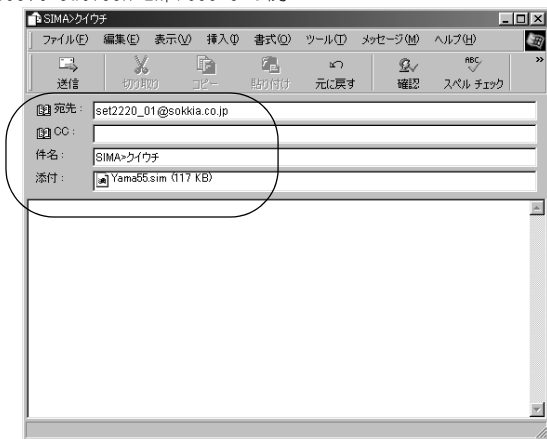 SIMA>クイウチ
ファイル(F) 編集(E) 表示(V) 挿入(I) 書式(O) ツール(T) メッセージ(M) ヘルプ(H)
送信 切り取り コピー 貼り付け 元に戻す 確認 ABC スペル チェック »
宛先: set2220_01@sokkia.co.jp
CC:
件名: SIMA>クイウチ
添付: Yama55.sim (117 KB)